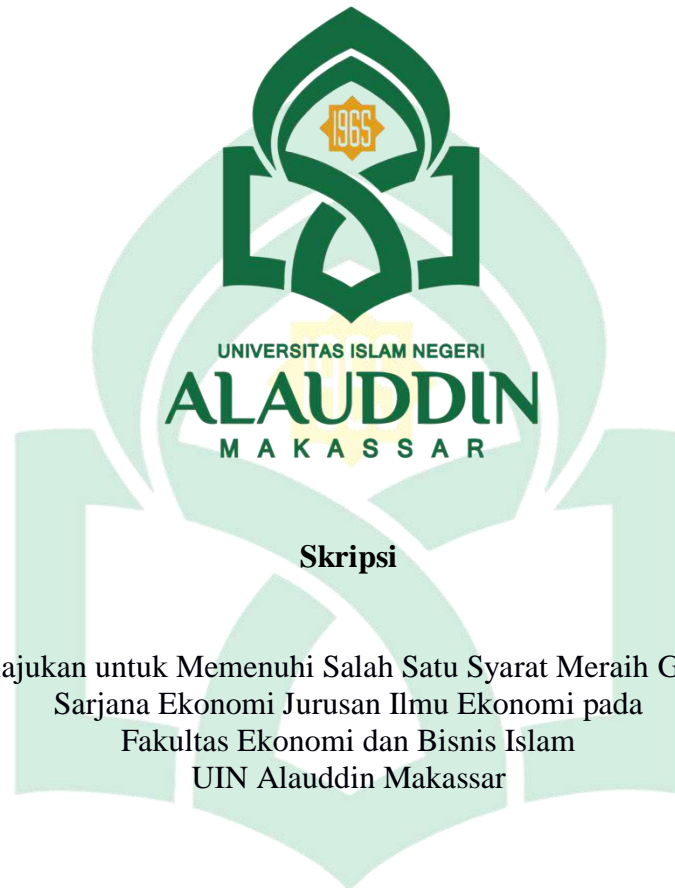 1965
UNIVERSITAS ISLAM NEGERI
ALAUDDIN
MAKASSAR
Skripsi
ajukan untuk Memenuhi Salah Satu Syarat Meraih G
Sarjana Ekonomi Jurusan Ilmu Ekonomi pada
Fakultas Ekonomi dan Bisnis Islam
UIN Alauddin Makassar